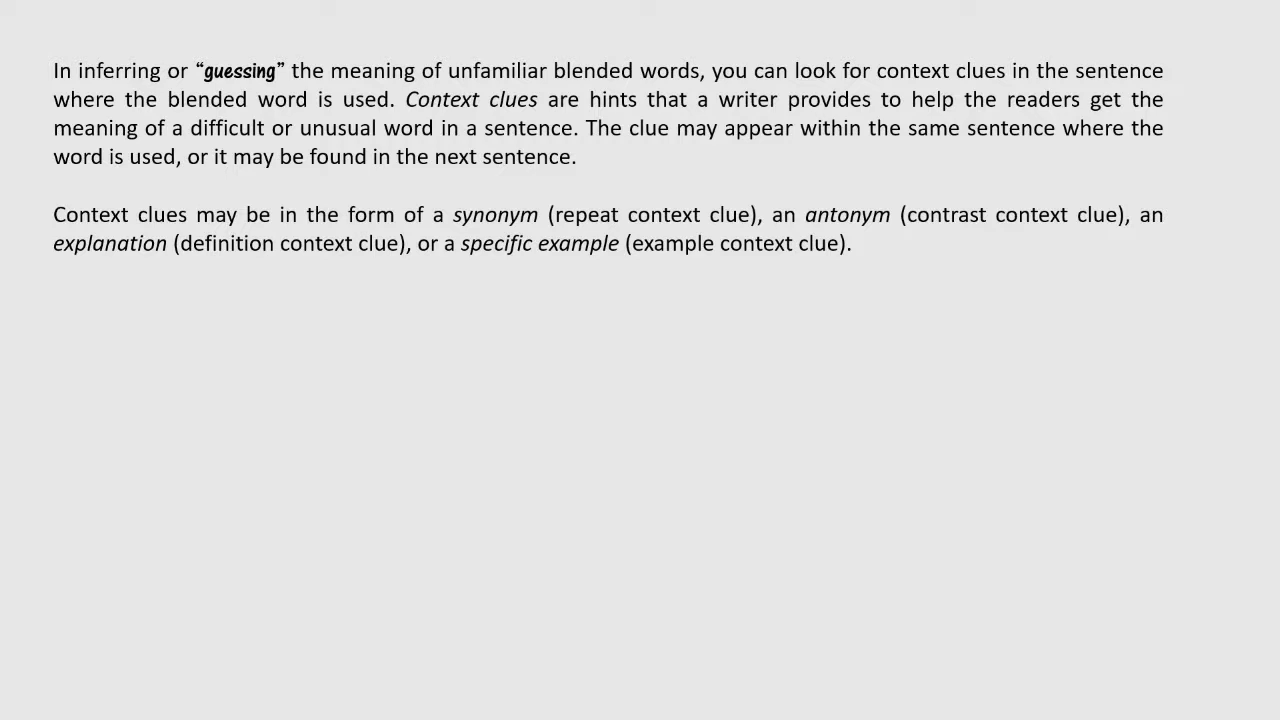 In inferring or “guessing” the meaning of unfamiliar blended words, you can look for context clues in the sentence
where the blended word is used. Context clues are hints that a writer provides to help the readers get the
meaning of a difficult or unusual word in a sentence. The clue may appear within the same sentence where the
word is used, or it may be found in the next sentence.
Context clues may be in the form of a synonym (repeat context clue), an antonym (contrast context clue), an
explanation (definition context clue), or a specific example (example context clue).